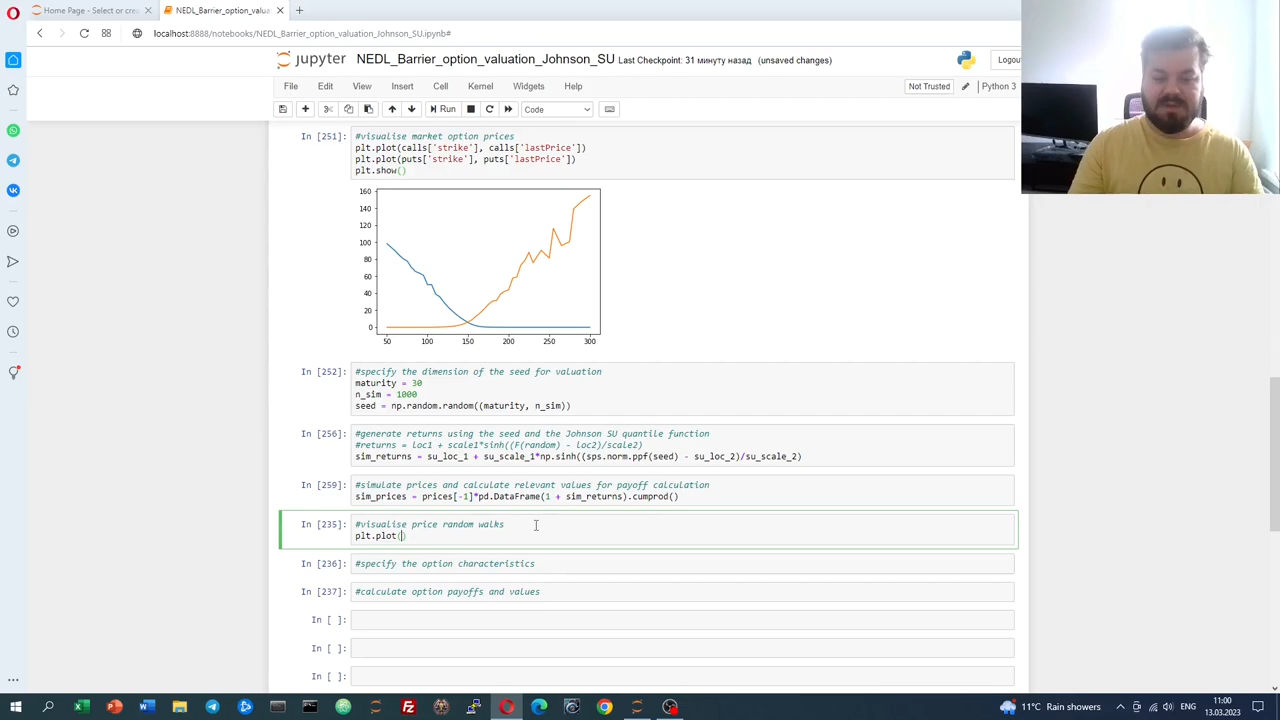 Home Page - Select or crea
NEDL_Barrier_option_valua
localhost:8888/notebooks/NEDL_Barrier_option_valuation_Johnson_SU.ipynb#
jupyter NEDL_Barrier_option_valuation_Johnson_SU Last Checkpoint: 31 минуту назад (unsaved changes)
Logou
File Edit View Insert Cell Kernel Widgets Help
Not Trusted
Python 3
Run
Code
In [251]:
#visualise market option prices
plt.plot(calls['strike'], calls['lastPrice'])
plt.plot(puts['strike'], puts['lastPrice'])
plt.show()
160
140
120
100
80
60
40
20
0
50 100 150 200 250 300
In [252]:
#specify the dimension of the seed for valuation
maturity = 30
n_sim = 1000
seed = np.random.random((maturity, n_sim))
In [256]:
#generate returns using the seed and the Johnson SU quantile function
#returns = loc1 + scale1*sinh((F(random) - loc2)/scale2)
sim_returns = su_loc_1 + su_scale_1*np.sinh((sps.norm.ppf(seed) - su_loc_2)/su_scale_2)
In [259]:
#simulate prices and calculate relevant values for payoff calculation
sim_prices = prices[-1]*pd.DataFrame(1 + sim_returns).cumprod()
In [235]:
#visualise price random walks
plt.plot()
In [236]:
#specify the option characteristics
In [237]:
#calculate option payoffs and values
In [ ]:
In [ ]:
In [ ]:
11°C Rain showers
ENG
11:00
13.03.2023